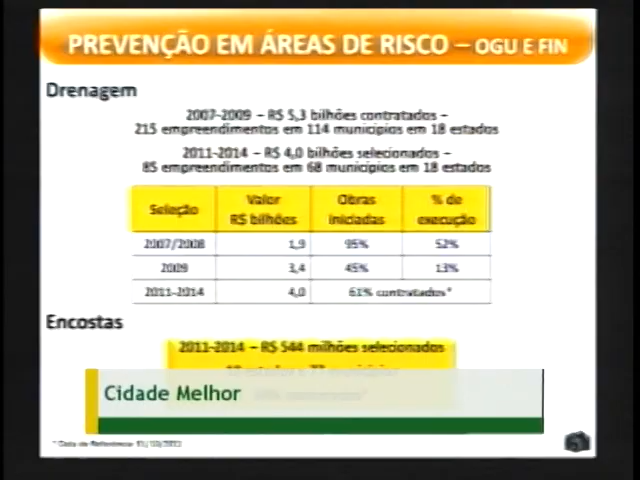 PREVENÇÃO EM ÁREAS DE RISCO – OGU E FIN
Drenagem
2007-2009 – R$ 5,3 bilhões contratados –
215 empreendimentos em 114 municípios em 18 estados
2011-2014 – R$ 4,0 bilhões selecionados –
85 empreendimentos em 68 municípios em 18 estados
Seleção Valor R$ bilhões Obras iniciadas % de execução
2007/2008 1,9 95% 52%
2009 3,4 45% 13%
2011-2014 4,0 61% contratados*
Encostas
2011-2014 – R$ 544 milhões selecionados
Cidade Melhor
* Data de Referência